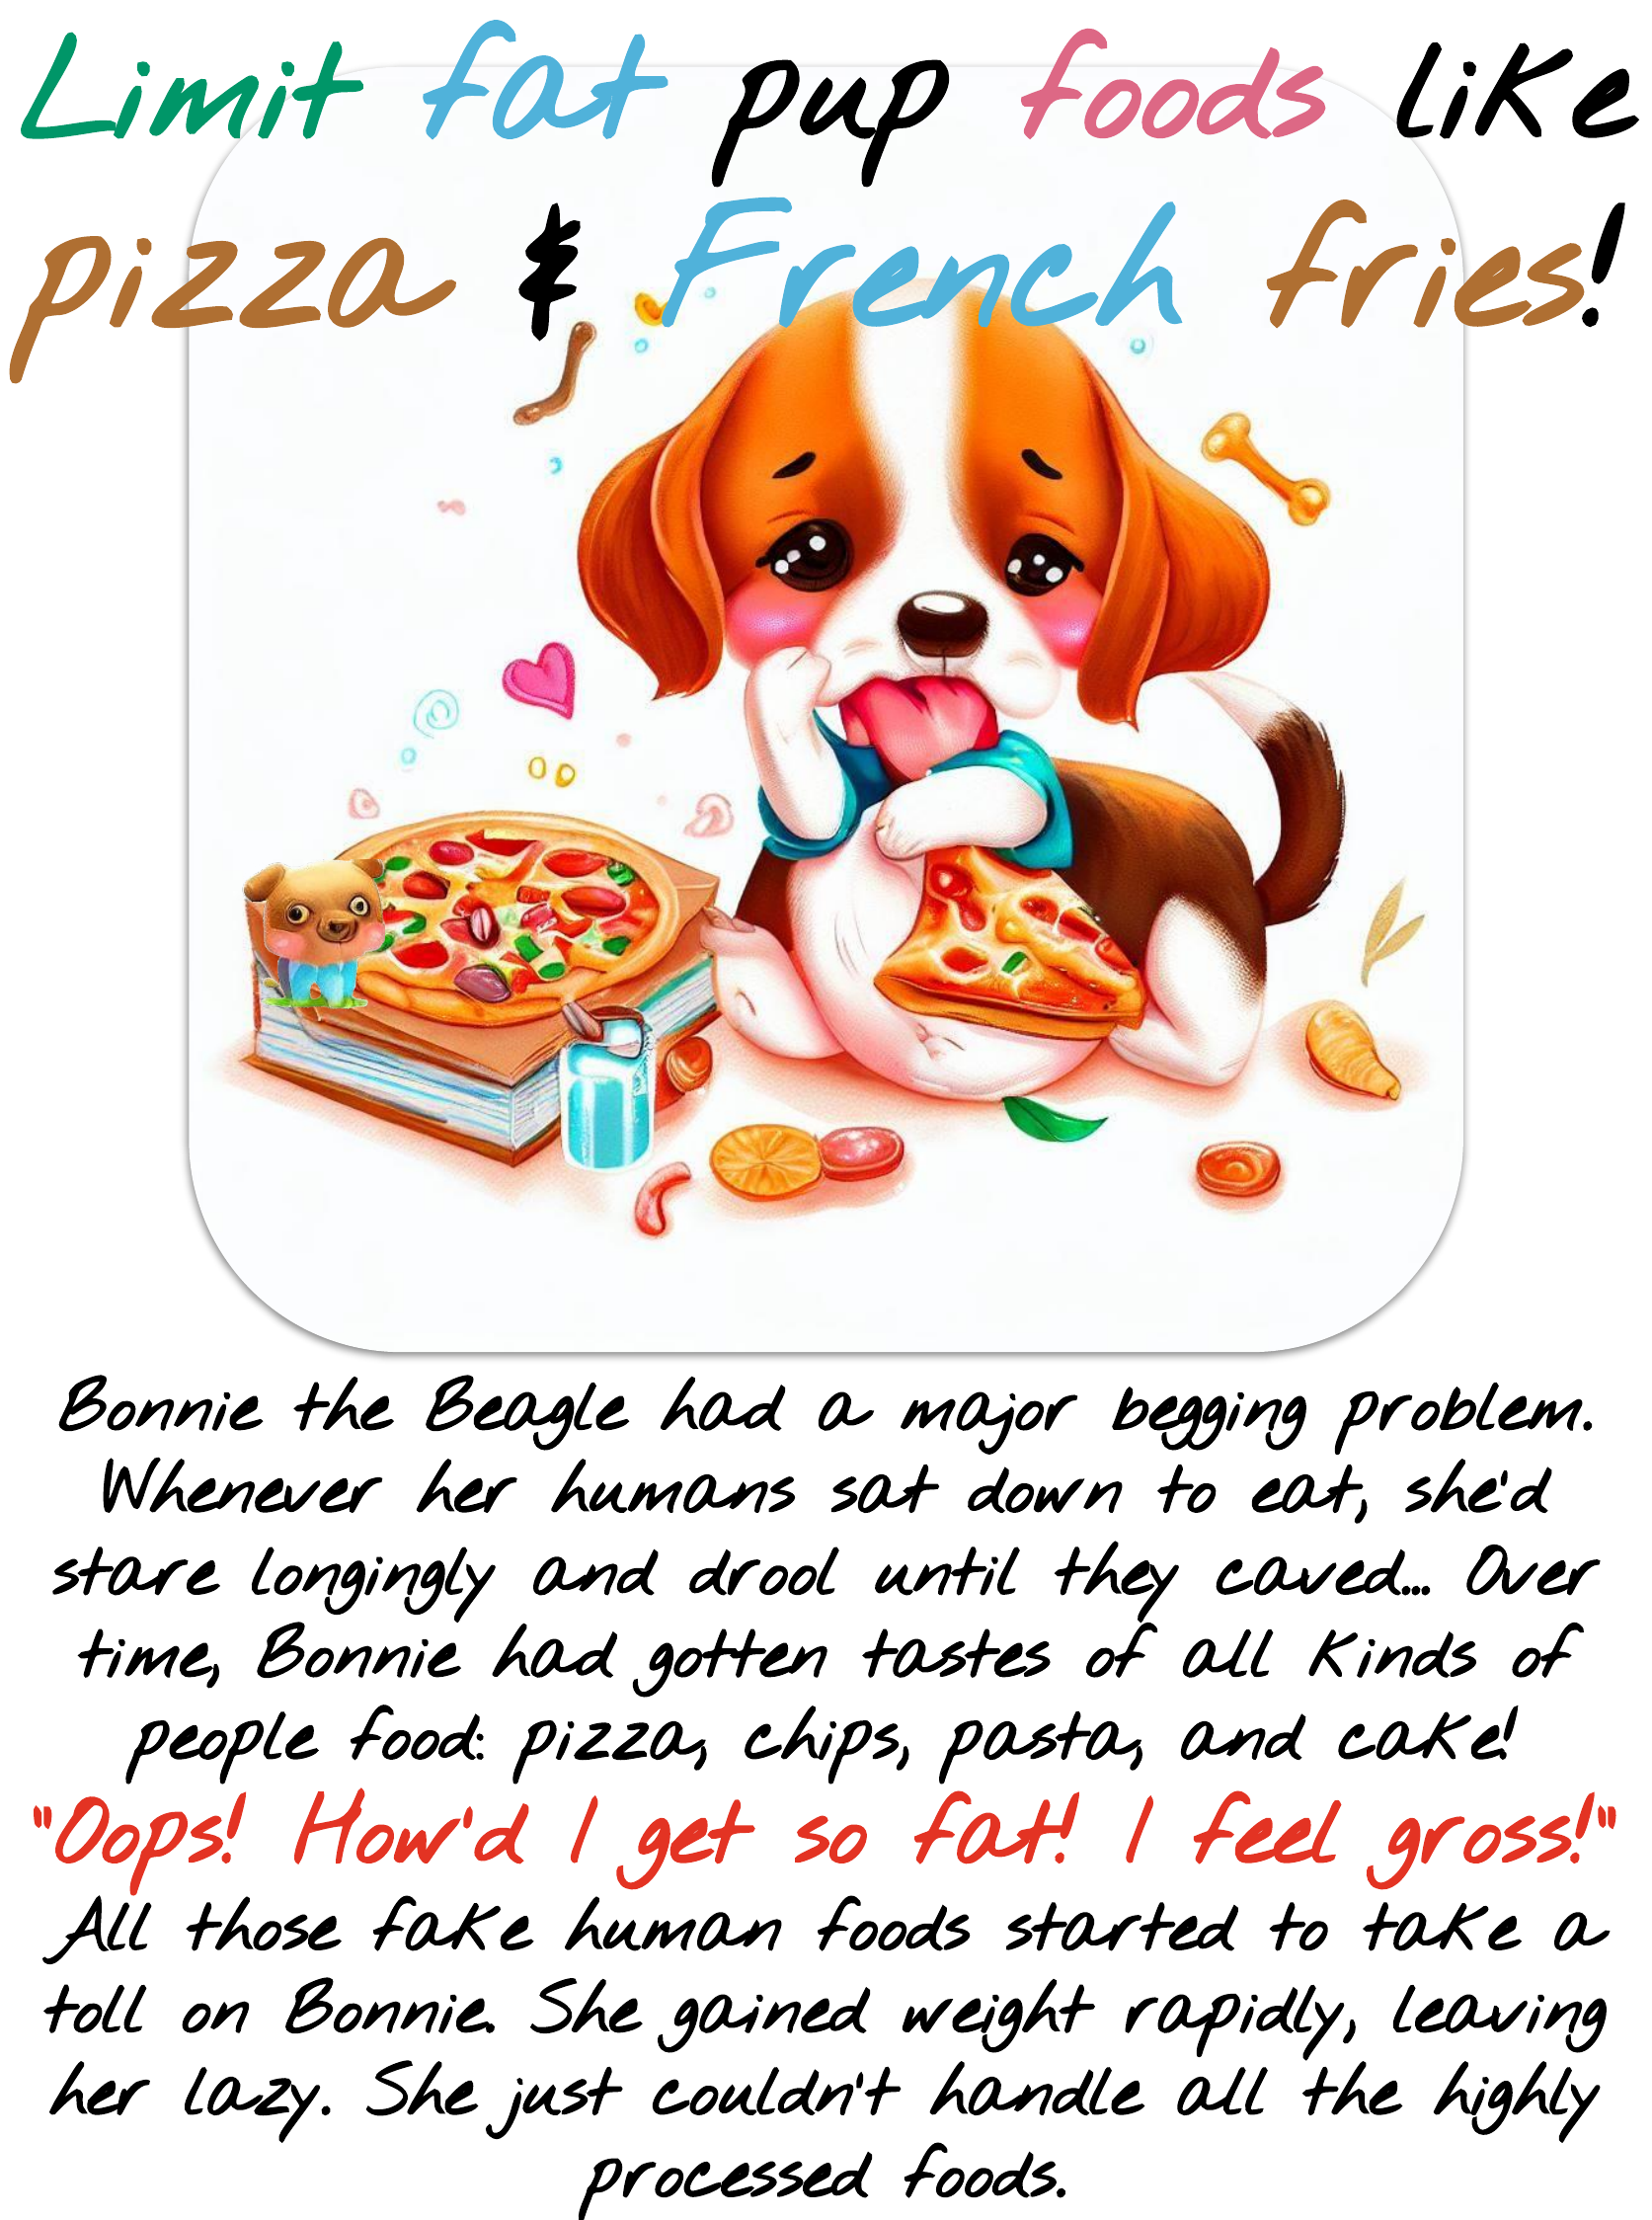 Limit fat pup foods like
pizza & French fries!
Bonnie the Beagle had a major begging problem.
Whenever her humans sat down to eat, she'd
stare longingly and drool until they caved... Over
time, Bonnie had gotten tastes of all kinds of
people food: pizza, chips, pasta, and cake!
"Oops! How'd I get so fat! I feel gross!"
All those fake human foods started to take a
toll on Bonnie. She gained weight rapidly, leaving
her lazy. She just couldn't handle all the highly
processed foods.